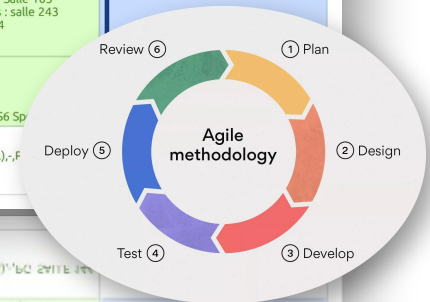 : salle 243
4
Review 6
1 Plan
Agile
methodology
Deploy 5
2 Design
Test 4
3 Develop